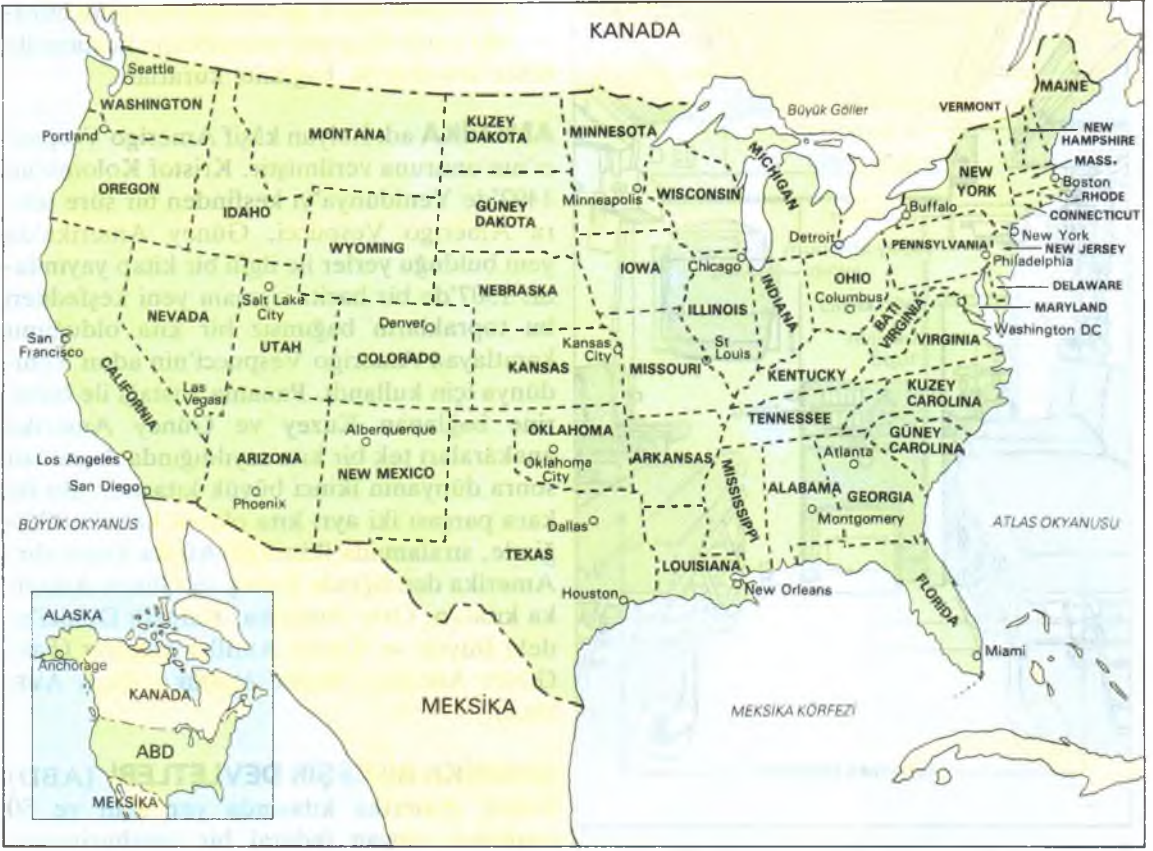 KANADA
Seattle
WASHINGTON
Portland
OREGON
IDAHO
MONTANA
KUZEY
DAKOTA
GÜNEY
DAKOTA
MINNESOTA
Minneapolis
WISCONSIN
MICHIGAN
Büyük Göller
VERMONT
MAINE
NEW
HAMPSHIRE
MASS.
Boston
RHODE
CONNECTICUT
NEW
YORK
Buffalo
New York
NEW JERSEY
Philadelphia
PENNSYLVANIA
DELAWARE
MARYLAND
Washington DC
Detroit
Chicago
WYOMING
NEBRASKA
IOWA
ILLINOIS
INDIANA
OHIO
Columbus
BATI
VIRGINIA
VIRGINIA
San
Francisco
NEVADA
Salt Lake
City
UTAH
Denver
COLORADO
KANSAS
Kansas
City
MISSOURI
St
Louis
KENTUCKY
KUZEY
CAROLINA
TENNESSEE
GÜNEY
CAROLINA
CALIFORNIA
Las
Vegas
Los Angeles
San Diego
ARIZONA
Phoenix
Alberquerque
NEW MEXICO
OKLAHOMA
Oklahoma
City
ARKANSAS
MISSISSIPPI
ALABAMA
Atlanta
GEORGIA
Montgomery
Dallas
TEXAS
LOUISIANA
New Orleans
Houston
FLORIDA
Miami
BÜYÜK OKYANUS
ATLAS OKYANUSU
MEKSİKA
MEKSİKA KÖRFEZİ
ALASKA
Anchorage
KANADA
ABD
MEKSİKA